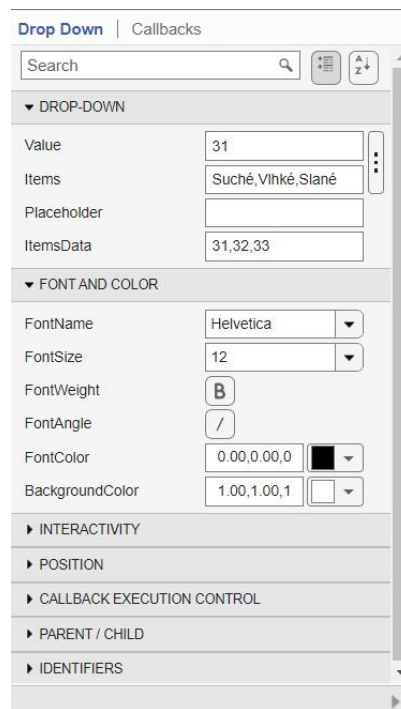 Drop Down | Callbacks
Search
DROP-DOWN
Value 31
Items Suché,Vlhké,Slané
Placeholder
ItemsData 31,32,33
FONT AND COLOR
FontName Helvetica
FontSize 12
FontWeight B
FontAngle /
FontColor 0.00,0.00,0
BackgroundColor 1.00,1.00,1
INTERACTIVITY
POSITION
CALLBACK EXECUTION CONTROL
PARENT / CHILD
IDENTIFIERS